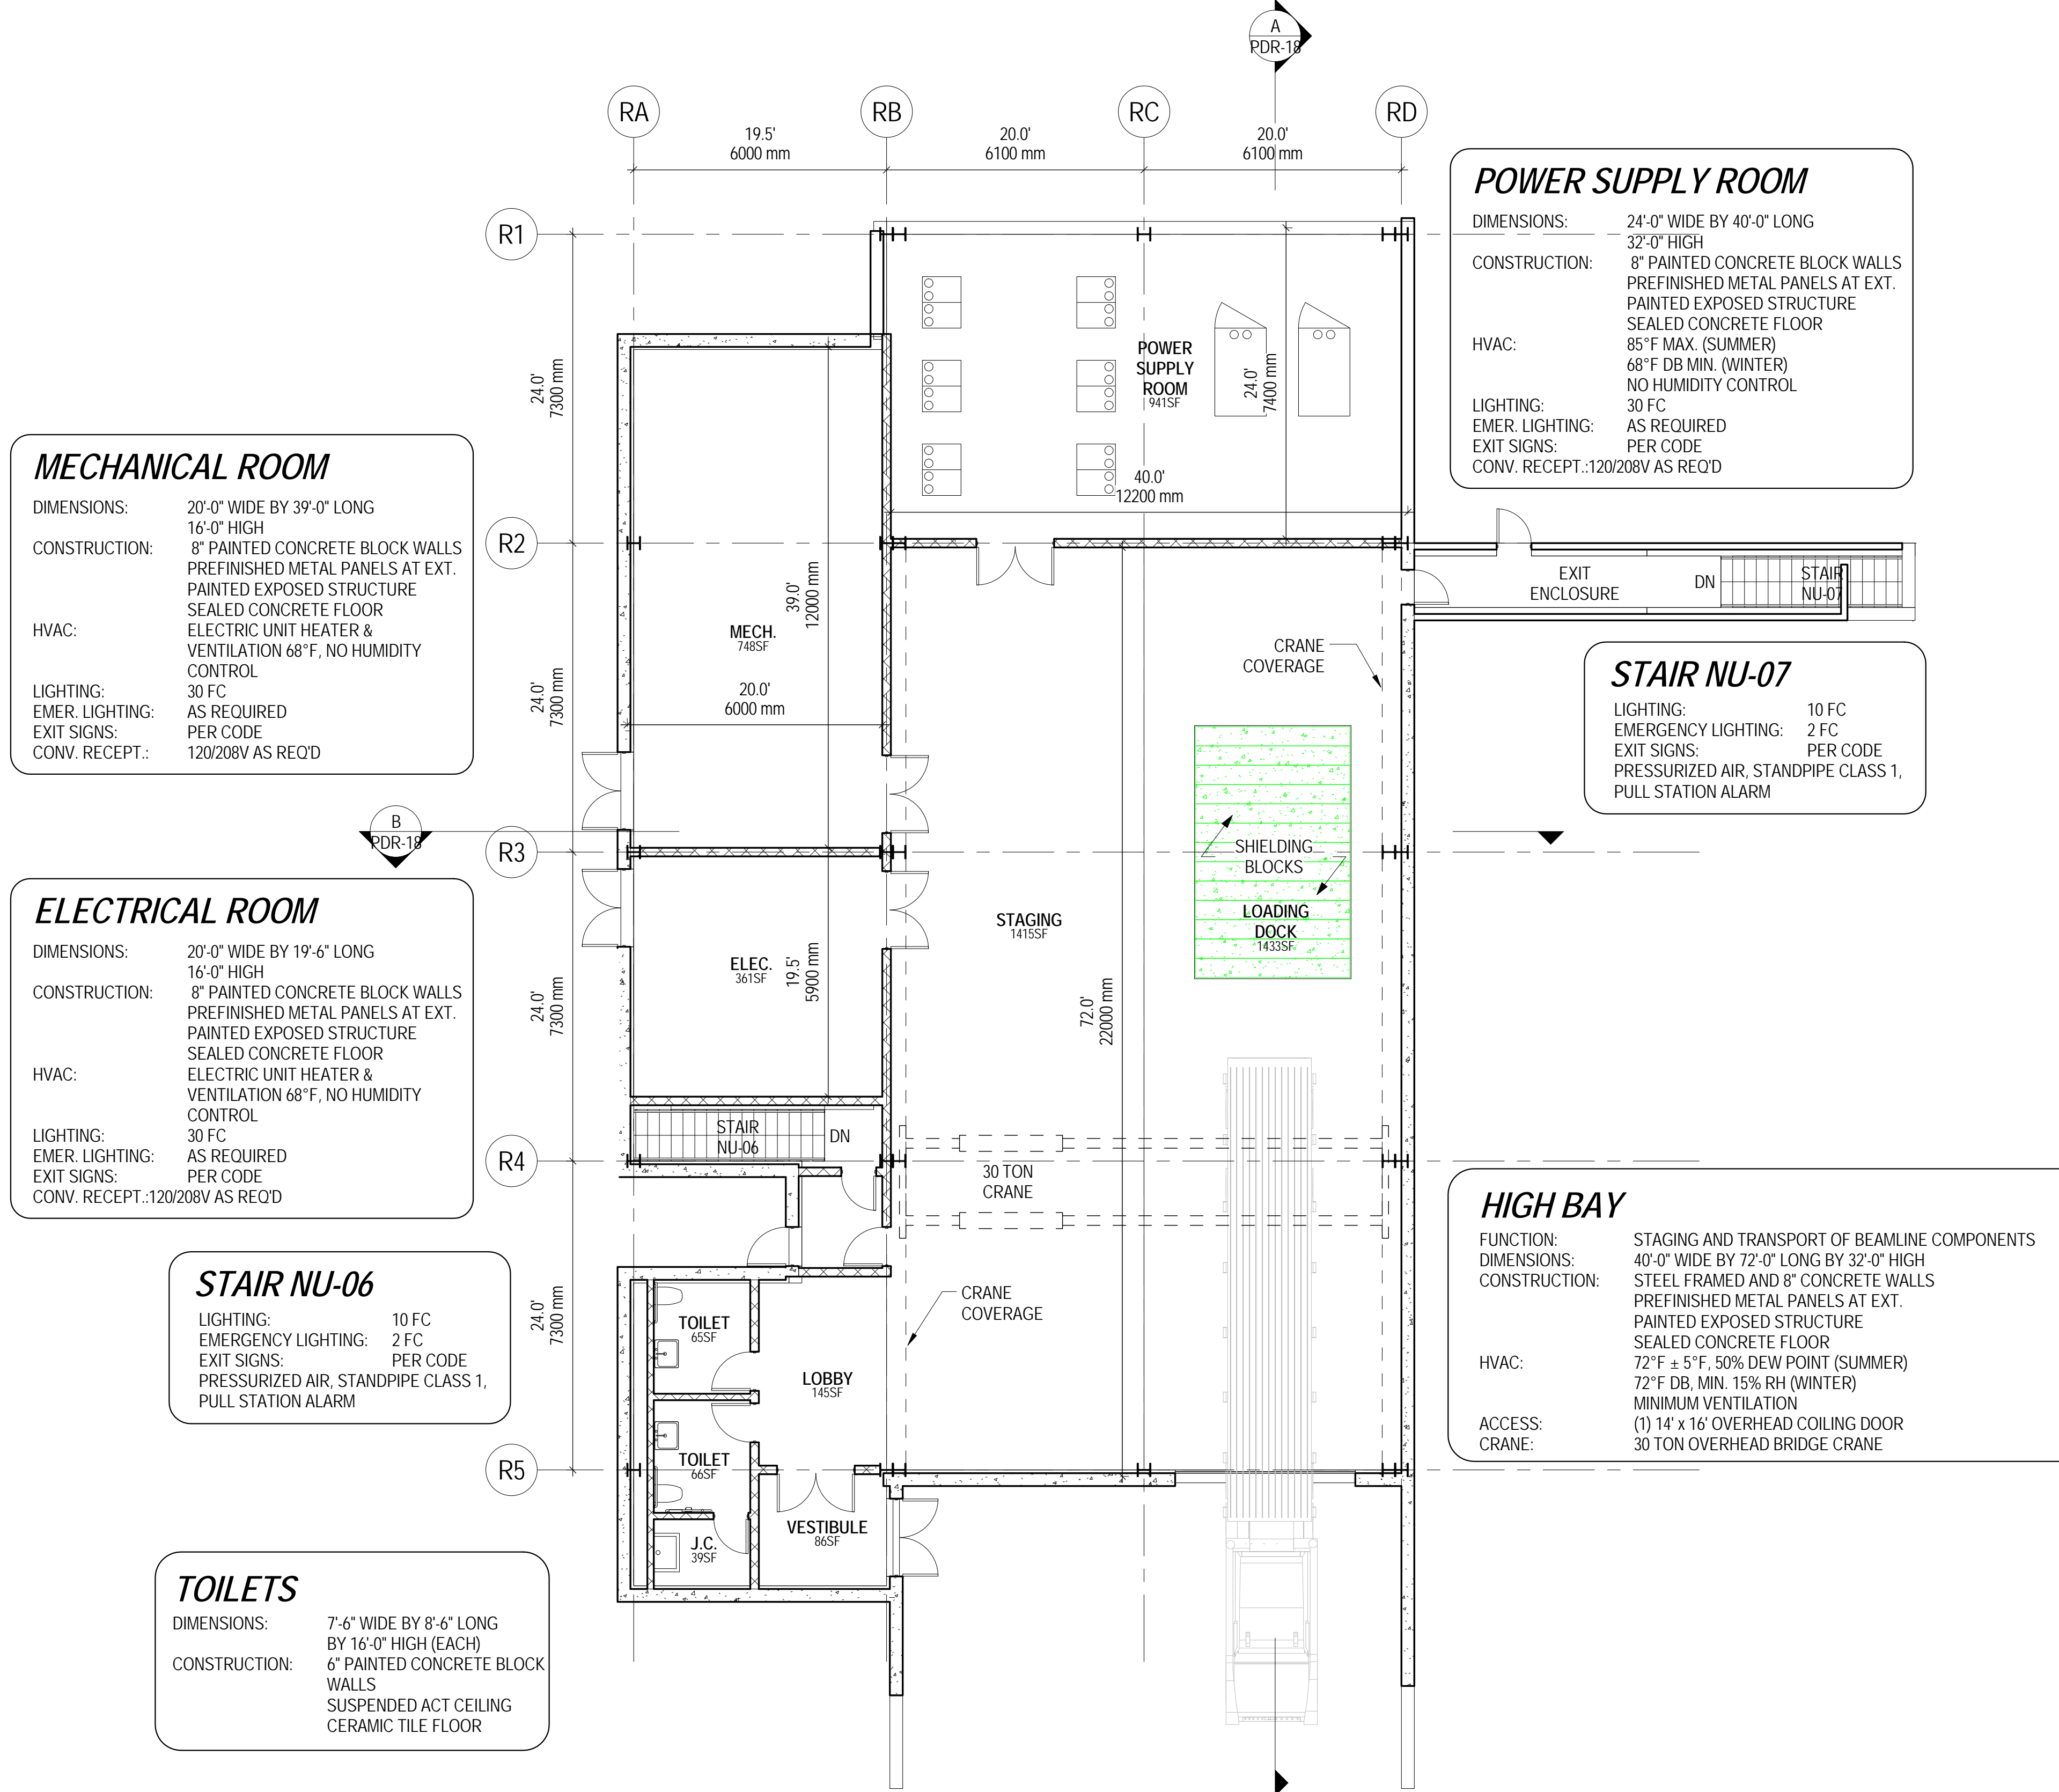 A
PDR-18
RA
RB
RC
RD
19.5'
6000 mm
20.0'
6100 mm
20.0'
6100 mm
R1
R2
R3
R4
R5
24.0'
7300 mm
24.0'
7300 mm
24.0'
7300 mm
24.0'
7300 mm
POWER SUPPLY ROOM
DIMENSIONS: 24'-0" WIDE BY 40'-0" LONG
32'-0" HIGH
CONSTRUCTION: 8" PAINTED CONCRETE BLOCK WALLS
PREFINISHED METAL PANELS AT EXT.
PAINTED EXPOSED STRUCTURE
SEALED CONCRETE FLOOR
HVAC: 85°F MAX. (SUMMER)
68°F DB MIN. (WINTER)
NO HUMIDITY CONTROL
LIGHTING: 30 FC
EMER. LIGHTING: AS REQUIRED
EXIT SIGNS: PER CODE
CONV. RECEPT.:120/208V AS REQ'D
POWER
SUPPLY
ROOM
941SF
24.0'
7400 mm
40.0'
12200 mm
MECHANICAL ROOM
DIMENSIONS: 20'-0" WIDE BY 39'-0" LONG
16'-0" HIGH
CONSTRUCTION: 8" PAINTED CONCRETE BLOCK WALLS
PREFINISHED METAL PANELS AT EXT.
PAINTED EXPOSED STRUCTURE
SEALED CONCRETE FLOOR
HVAC: ELECTRIC UNIT HEATER &
VENTILATION 68°F, NO HUMIDITY
CONTROL
LIGHTING: 30 FC
EMER. LIGHTING: AS REQUIRED
EXIT SIGNS: PER CODE
CONV. RECEPT.: 120/208V AS REQ'D
39.0'
12000 mm
MECH.
748SF
20.0'
6000 mm
EXIT
ENCLOSURE
DN
STAIR
NU-07
CRANE
COVERAGE
STAIR NU-07
LIGHTING: 10 FC
EMERGENCY LIGHTING: 2 FC
EXIT SIGNS: PER CODE
PRESSURIZED AIR, STANDPIPE CLASS 1,
PULL STATION ALARM
B
PDR-18
SHIELDING
BLOCKS
LOADING
DOCK
1433SF
STAGING
1415SF
72.0'
22000 mm
ELECTRICAL ROOM
DIMENSIONS: 20'-0" WIDE BY 19'-6" LONG
16'-0" HIGH
CONSTRUCTION: 8" PAINTED CONCRETE BLOCK WALLS
PREFINISHED METAL PANELS AT EXT.
PAINTED EXPOSED STRUCTURE
SEALED CONCRETE FLOOR
HVAC: ELECTRIC UNIT HEATER &
VENTILATION 68°F, NO HUMIDITY
CONTROL
LIGHTING: 30 FC
EMER. LIGHTING: AS REQUIRED
EXIT SIGNS: PER CODE
CONV. RECEPT.:120/208V AS REQ'D
ELEC.
361SF
19.5'
5900 mm
STAIR
NU-06
DN
30 TON
CRANE
HIGH BAY
FUNCTION: STAGING AND TRANSPORT OF BEAMLINE COMPONENTS
DIMENSIONS: 40'-0" WIDE BY 72'-0" LONG BY 32'-0" HIGH
CONSTRUCTION: STEEL FRAMED AND 8" CONCRETE WALLS
PREFINISHED METAL PANELS AT EXT.
PAINTED EXPOSED STRUCTURE
SEALED CONCRETE FLOOR
HVAC: 72°F ± 5°F, 50% DEW POINT (SUMMER)
72°F DB, MIN. 15% RH (WINTER)
MINIMUM VENTILATION
ACCESS: (1) 14' x 16' OVERHEAD COILING DOOR
CRANE: 30 TON OVERHEAD BRIDGE CRANE
STAIR NU-06
LIGHTING: 10 FC
EMERGENCY LIGHTING: 2 FC
EXIT SIGNS: PER CODE
PRESSURIZED AIR, STANDPIPE CLASS 1,
PULL STATION ALARM
CRANE
COVERAGE
TOILET
65SF
LOBBY
145SF
TOILET
66SF
VESTIBULE
86SF
J.C.
39SF
TOILETS
DIMENSIONS: 7'-6" WIDE BY 8'-6" LONG
BY 16'-0" HIGH (EACH)
CONSTRUCTION: 6" PAINTED CONCRETE BLOCK
WALLS
SUSPENDED ACT CEILING
CERAMIC TILE FLOOR